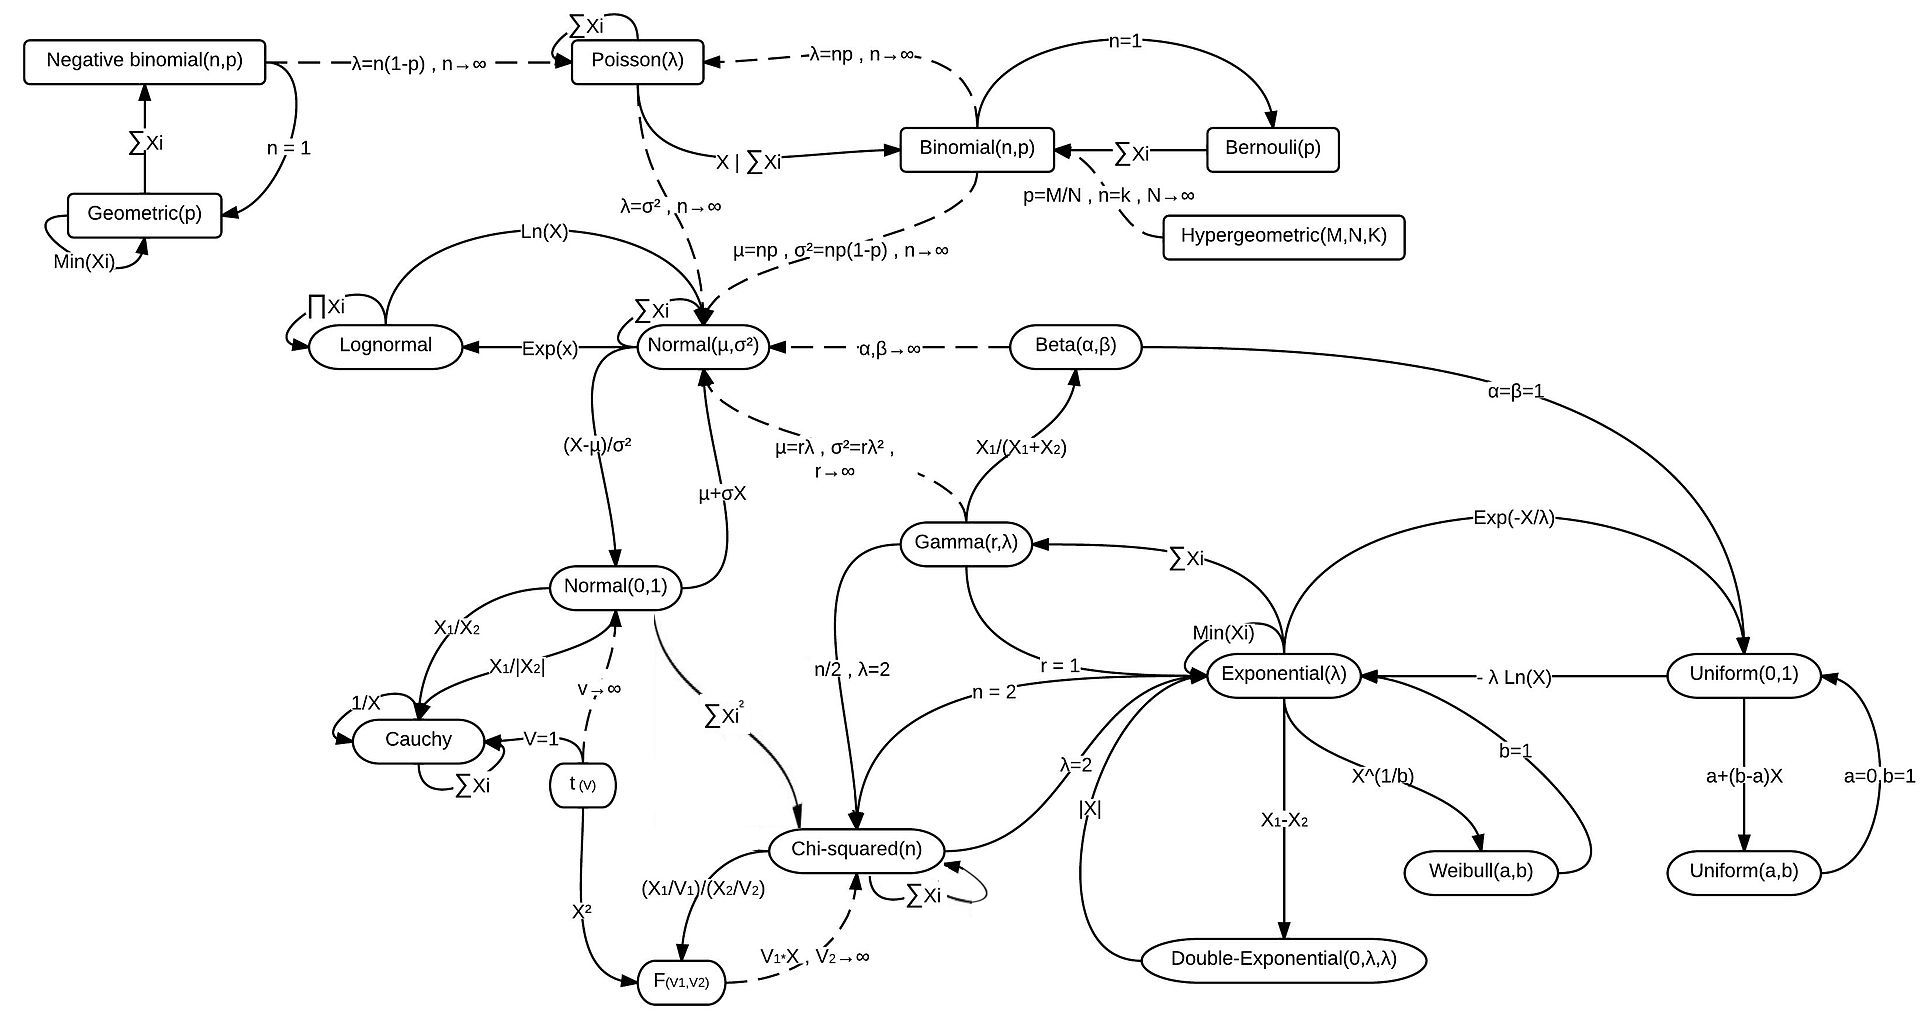 ∑Xi
Negative binomial(n,p)
λ=n(1-p) , n→∞
Poisson(λ)
λ=np , n→∞
n=1
∑Xi
n = 1
X | ∑Xi
Binomial(n,p)
∑Xi
Bernouli(p)
p=M/N , n=k , N→∞
Geometric(p)
Min(Xi)
λ=σ² , n→∞
Hypergeometric(M,N,K)
Ln(X)
μ=np , σ²=np(1-p) , n→∞
∏Xi
∑Xi
Lognormal
Exp(x)
Normal(μ,σ²)
α,β→∞
Beta(α,β)
α=β=1
(X-μ)/σ²
μ=rλ , σ²=rλ² ,
r→∞
X1/(X1+X2)
μ+σX
Exp(-X/λ)
Gamma(r,λ)
∑Xi
Normal(0,1)
X1/X2
X1/|X2|
Min(Xi)
n/2 , λ=2
r = 1
Exponential(λ)
- λ Ln(X)
Uniform(0,1)
v→∞
n = 2
1/X
∑Xi²
Cauchy
V=1
∑Xi
t (V)
λ=2
b=1
X^(1/b)
a+(b-a)X
a=0,b=1
|X|
X1-X2
Chi-squared(n)
Weibull(a,b)
Uniform(a,b)
(X1/V1)/(X2/V2)
∑Xi
X²
V1*X , V2→∞
Double-Exponential(0,λ,λ)
F(V1,V2)